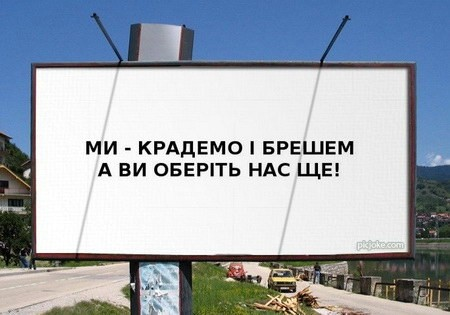 МИ - КРАДЕМО І БРЕШЕМ
А ВИ ОБЕРІТЬ НАС ЩЕ!
picjoke.com